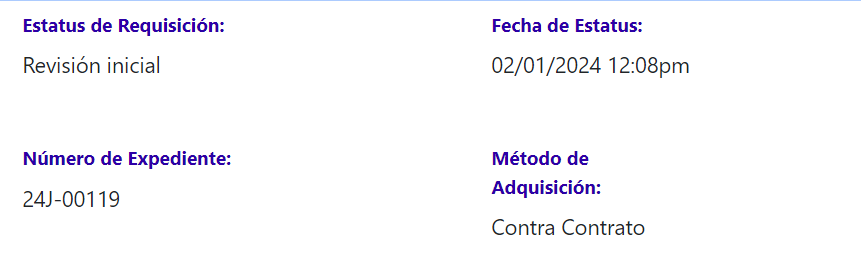 Estatus de Requisición:
Fecha de Estatus:
Revisión inicial
02/01/2024 12:08pm
Número de Expediente:
Método de
Adquisición:
24J-00119
Contra Contrato